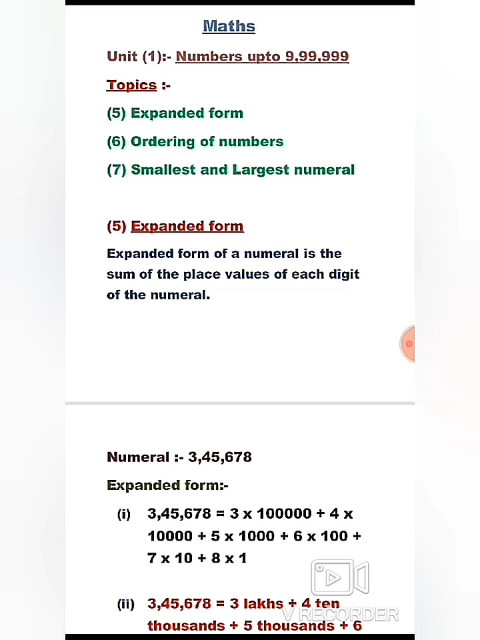 Maths
Unit (1):- Numbers upto 9,99,999
Topics :-
(5) Expanded form
(6) Ordering of numbers
(7) Smallest and Largest numeral
(5) Expanded form
Expanded form of a numeral is the
sum of the place values of each digit
of the numeral.
Numeral :- 3,45,678
Expanded form:-
(i) 3,45,678 = 3 x 100000 + 4 x
10000 + 5 x 1000 + 6 x 100 +
7 x 10 + 8 x 1
(ii) 3,45,678 = 3 lakhs + 4 ten
thousands + 5 thousands + 6
V RECORDER